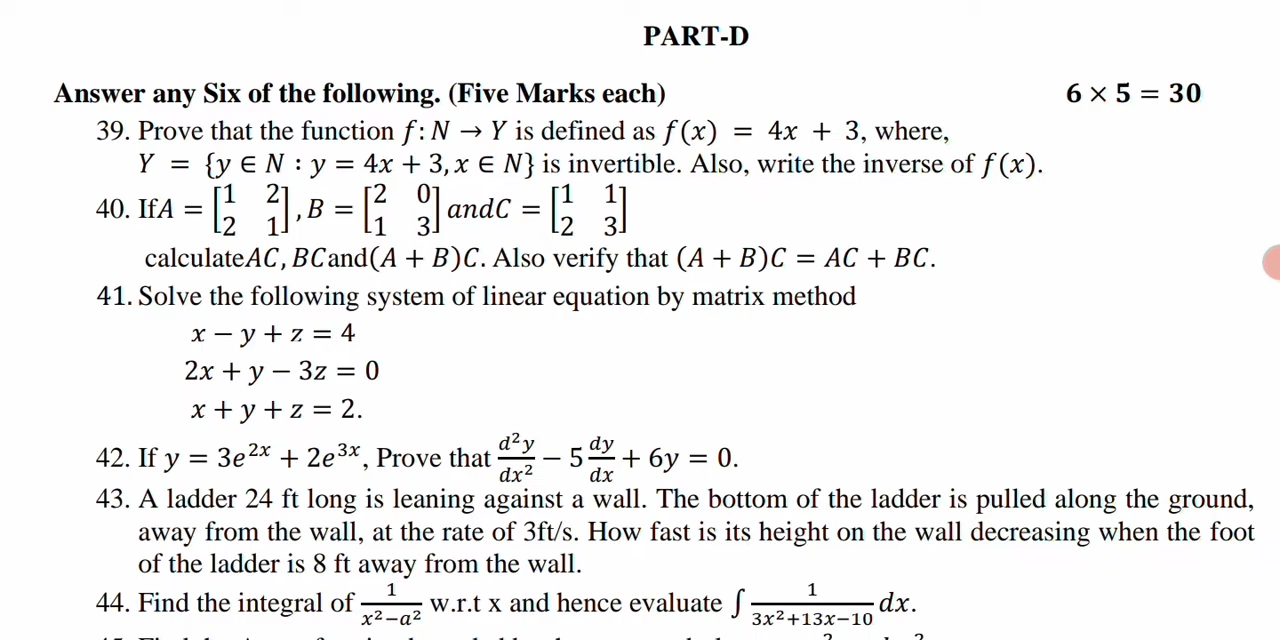 PART-D
Answer any Six of the following. (Five Marks each) 6 × 5 = 30
39. Prove that the function f: N → Y is defined as f(x) = 4x + 3, where,
Y = {y ∈ N : y = 4x + 3, x ∈ N} is invertible. Also, write the inverse of f(x).
40. IfA = [1 2; 2 1], B = [2 0; 1 3] andC = [1 1; 2 3]
calculateAC, BCand(A + B)C. Also verify that (A + B)C = AC + BC.
41. Solve the following system of linear equation by matrix method
x − y + z = 4
2x + y − 3z = 0
x + y + z = 2.
42. If y = 3e^{2x} + 2e^{3x}, Prove that d²y/dx² − 5 dy/dx + 6y = 0.
43. A ladder 24 ft long is leaning against a wall. The bottom of the ladder is pulled along the ground,
away from the wall, at the rate of 3ft/s. How fast is its height on the wall decreasing when the foot
of the ladder is 8 ft away from the wall.
44. Find the integral of 1/(x²−a²) w.r.t x and hence evaluate ∫ 1/(3x²+13x−10) dx.